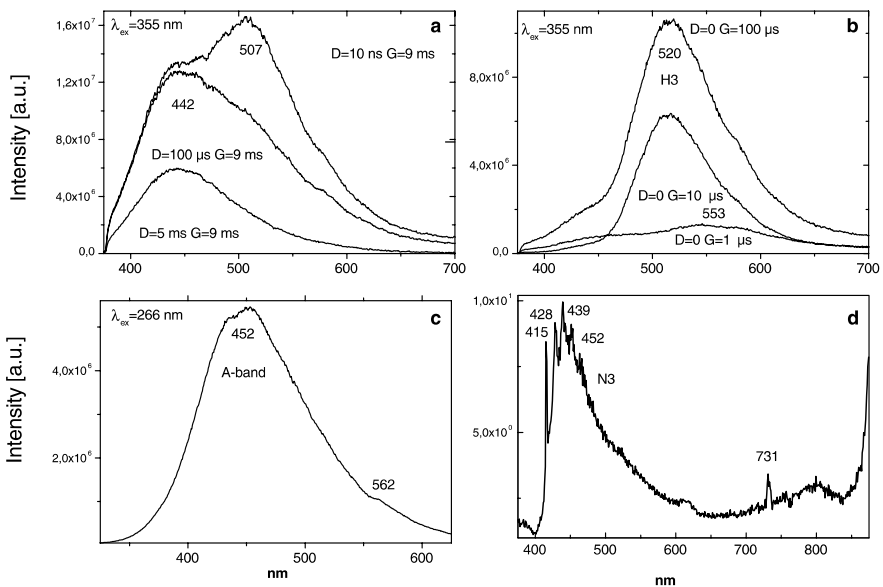 λex=355 nm
a
507
D=10 ns G=9 ms
442
D=100 µs G=9 ms
D=5 ms G=9 ms
1,6x10⁷
1,2x10⁷
8,0x10⁶
4,0x10⁶
0,0
400 500 600 700
Intensity [a.u.]
λex=355 nm
D=0 G=100 µs
b
520
H3
D=0 G=10 µs
553
D=0 G=1 µs
8,0x10⁶
4,0x10⁶
0,0
400 500 600 700
λex=266 nm
c
452
A-band
562
4,0x10⁶
2,0x10⁶
400 500 600
nm
Intensity [a.u.]
1,0x10¹
d
428 439
415
452
N3
5,0x10⁰
731
400 500 600 700 800
nm